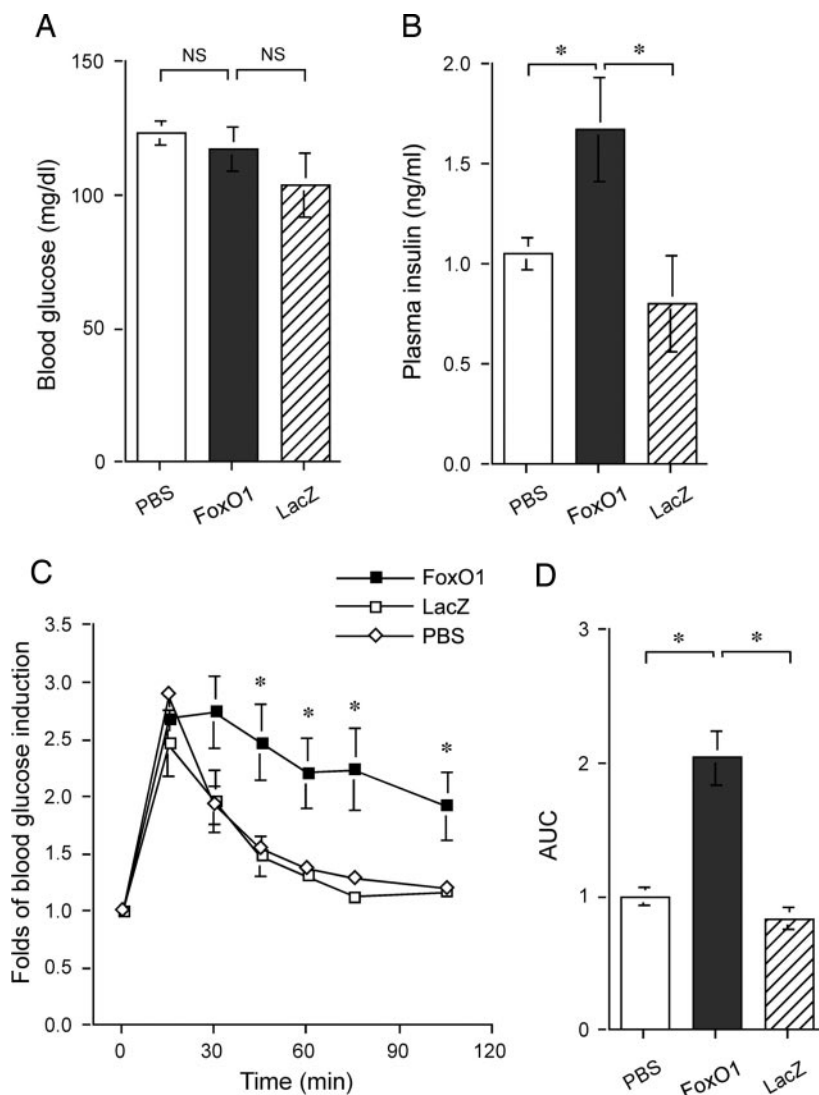 A
NS
NS
150
100
50
0
Blood glucose (mg/dl)
PBS
FoxO1
LacZ
B
*
*
2.0
1.5
1.0
0.5
0.0
Plasma insulin (ng/ml)
PBS
FoxO1
LacZ
C
FoxO1
LacZ
PBS
3.5
3.0
2.5
2.0
1.5
1.0
0.5
0.0
Folds of blood glucose induction
*
*
*
*
0
30
60
90
120
Time (min)
D
*
*
3
2
1
0
AUC
PBS
FoxO1
LacZ